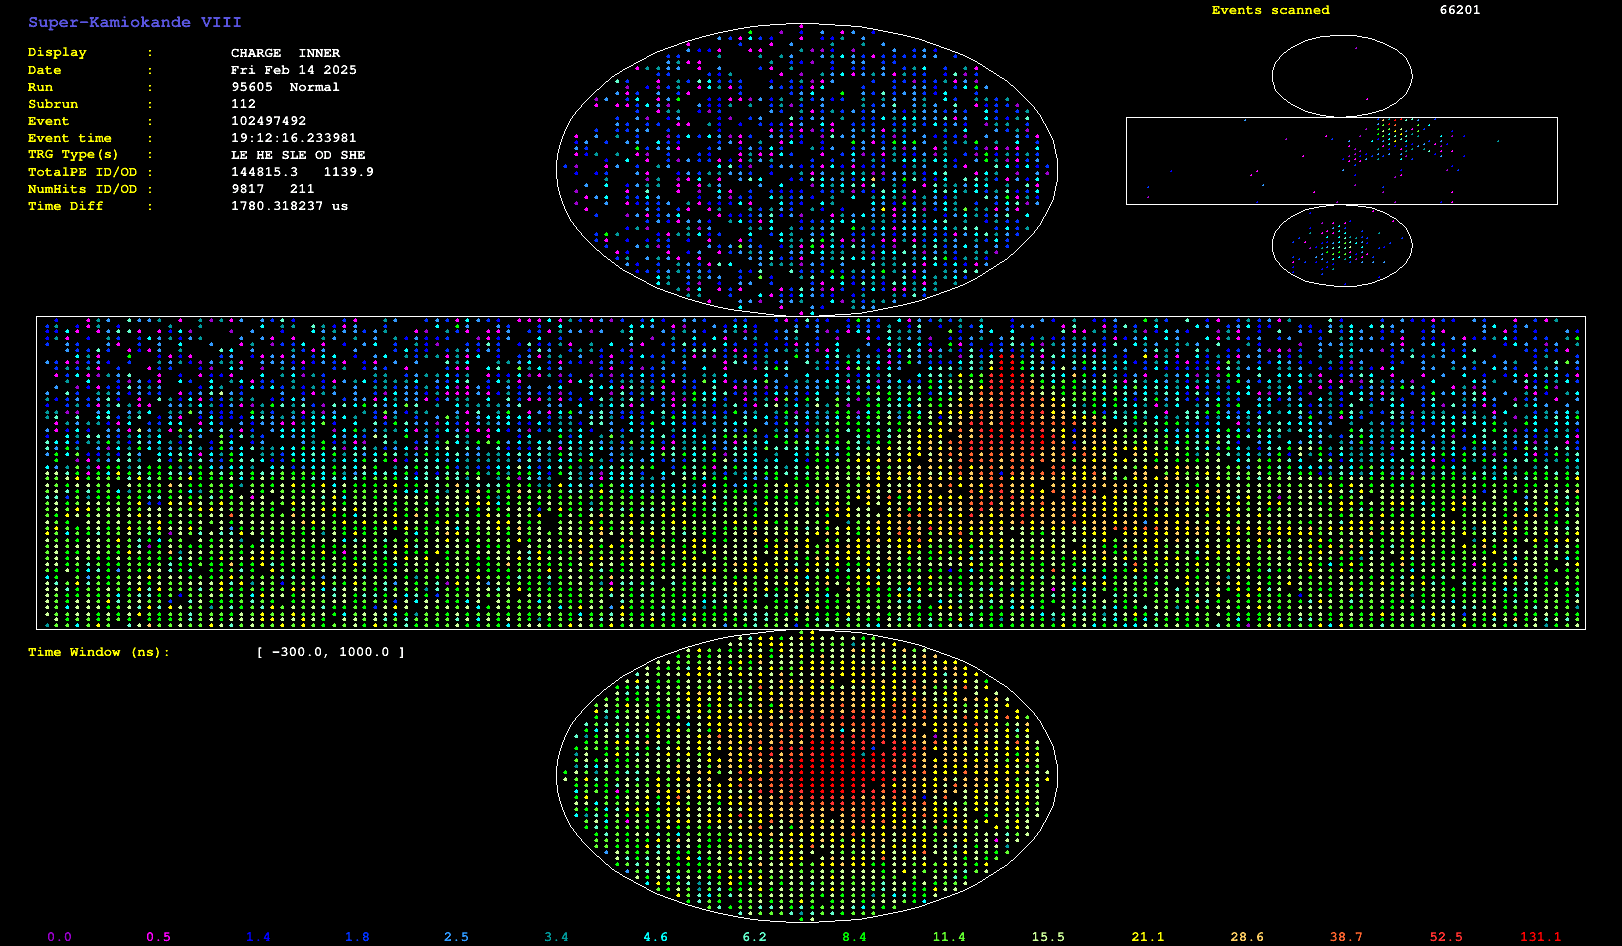 Super-Kamiokande VIII
Events scanned 66201
Display : CHARGE INNER
Date : Fri Feb 14 2025
Run : 95605 Normal
Subrun : 112
Event : 102497492
Event time : 19:12:16.233981
TRG Type(s) : LE HE SLE OD SHE
TotalPE ID/OD : 144815.3 1139.9
NumHits ID/OD : 9817 211
Time Diff : 1780.318237 us
Time Window (ns): [ -300.0, 1000.0 ]
0.0 0.5 1.4 1.8 2.5 3.4 4.6 6.2 8.4 11.4 15.5 21.1 28.6 38.7 52.5 131.1